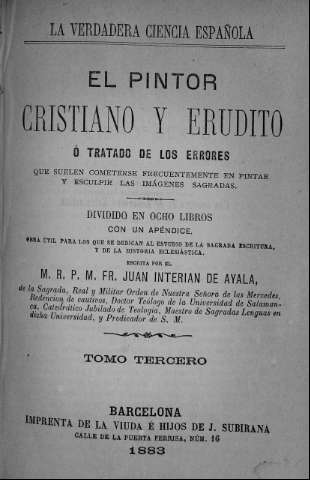 LA VERDADERA CIENCIA ESPAÑOLA
EL PINTOR
CRISTIANO Y ERUDITO
Ó TRATADO DE LOS ERRORES
QUE SUELEN COMETERSE FRECUENTEMENTE EN PINTAR
Y ESCULPIR LAS IMÁGENES SAGRADAS.
DIVIDIDO EN OCHO LIBROS
CON UN APÉNDICE.
OBRA ÚTIL PARA LOS QUE SE DEDICAN AL ESTUDIO DE LA SAGRADA ESCRITURA,
Y DE LA HISTORIA ECLESIÁSTICA.
ESCRITA POR EL
M. R. P. M. FR. JUAN INTERIAN DE AYALA,
de la Sagrada, Real y Militar Orden de Nuestra Señora de las Mercedes,
Redencion de cautivos, Doctor Teólogo de la Universidad de Salaman-
ca, Catedrático Jubilado de Teologia, Maestro de Sagradas Lenguas en
dicha Universidad, y Predicador de S. M.
TOMO TERCERO
BARCELONA
IMPRENTA DE LA VIUDA É HIJOS DE J. SUBIRANA
CALLE DE LA PUERTA FERRISA, NÚM. 16
1883